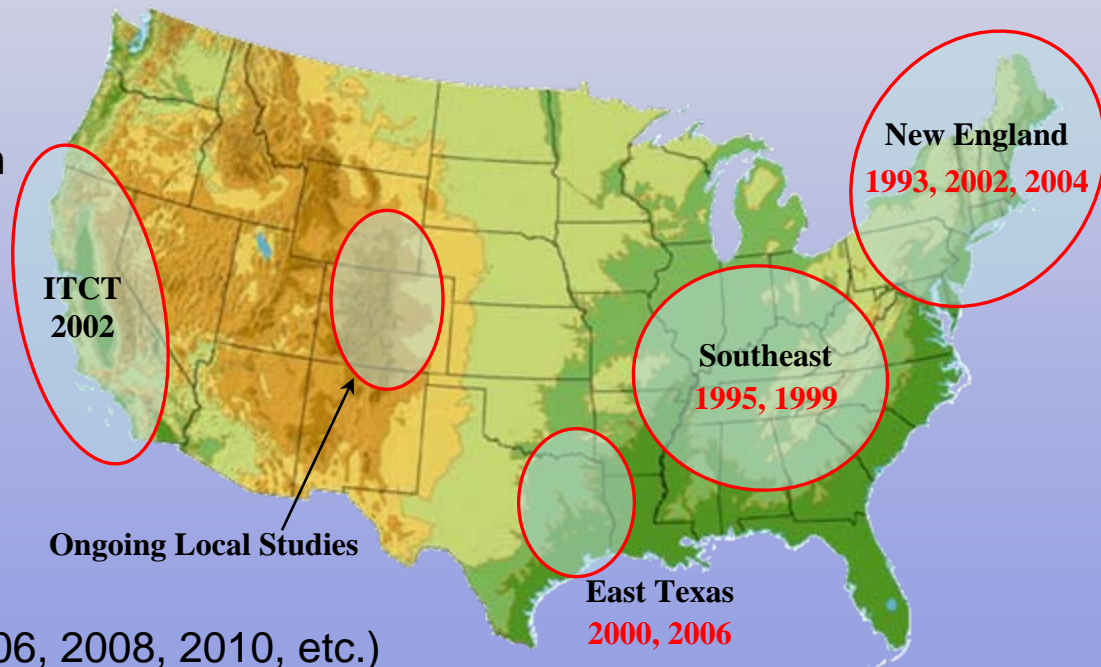 New England
1993, 2002, 2004
ITCT
2002
Southeast
1995, 1999
Ongoing Local Studies
East Texas
2000, 2006
2008, 2010, etc.)